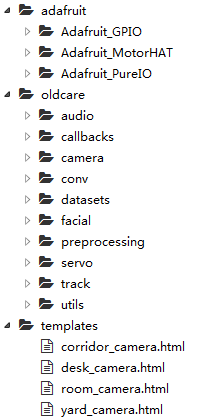 adafruit
Adafruit_GPIO
Adafruit_MotorHAT
Adafruit_PureIO
oldcare
audio
callbacks
camera
conv
datasets
facial
preprocessing
servo
track
utils
templates
corridor_camera.html
desk_camera.html
room_camera.html
yard_camera.html